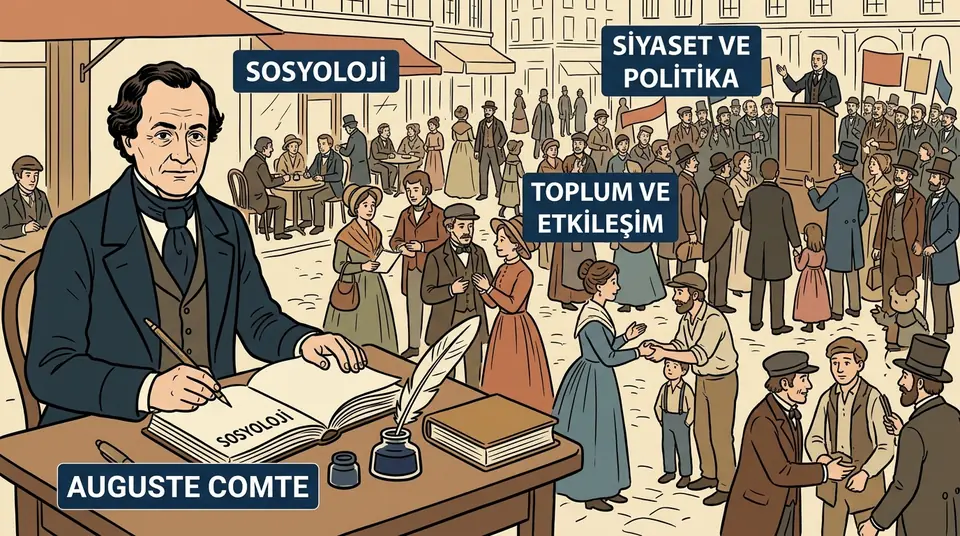 SOSYOLOJİ
SİYASET VE
POLİTİKA
TOPLUM VE
ETKİLEŞİM
SOSYOLOJİ
AUGUSTE COMTE